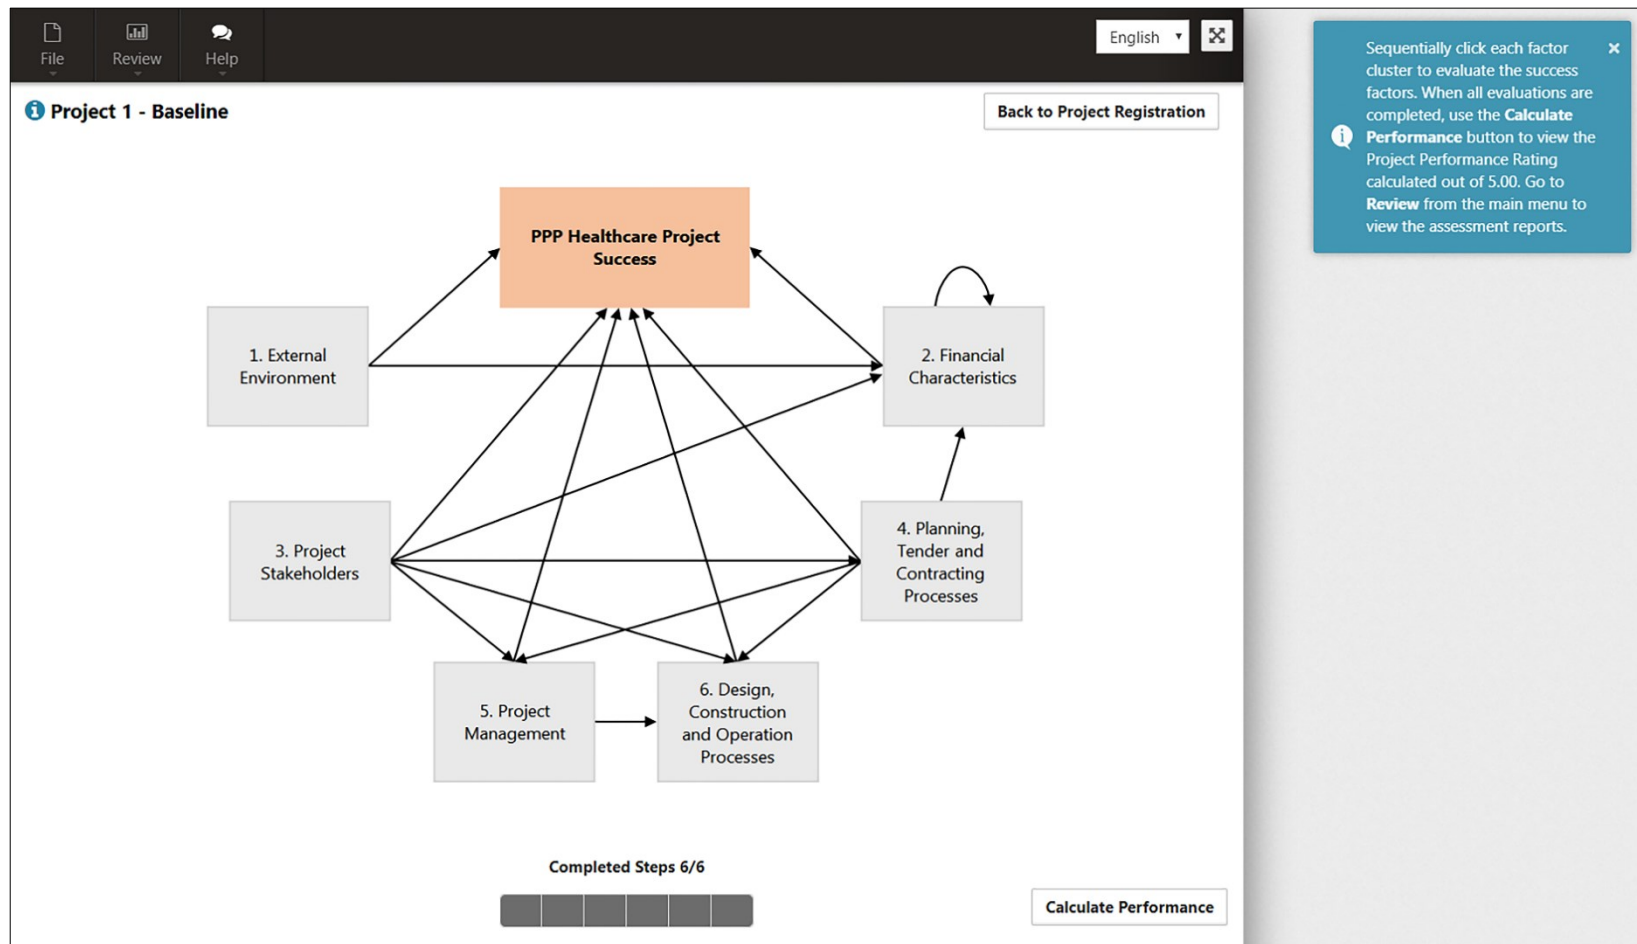 File
Review
Help
English
Project 1 - Baseline
Back to Project Registration
PPP Healthcare Project
Success
1. External
Environment
2. Financial
Characteristics
3. Project
Stakeholders
4. Planning,
Tender and
Contracting
Processes
5. Project
Management
6. Design,
Construction
and Operation
Processes
Completed Steps 6/6
Calculate Performance
Sequentially click each factor
cluster to evaluate the success
factors. When all evaluations are
completed, use the Calculate
Performance button to view the
Project Performance Rating
calculated out of 5.00. Go to
Review from the main menu to
view the assessment reports.